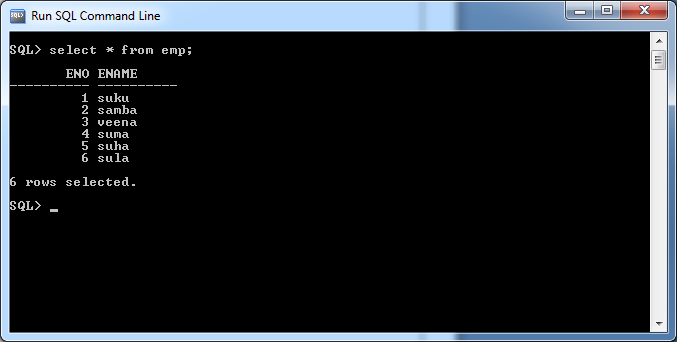 Run SQL Command Line
SQL> select * from emp;
ENO ENAME
---------- ----------
1 suku
2 samba
3 veena
4 suma
5 suha
6 sula
6 rows selected.
SQL> _